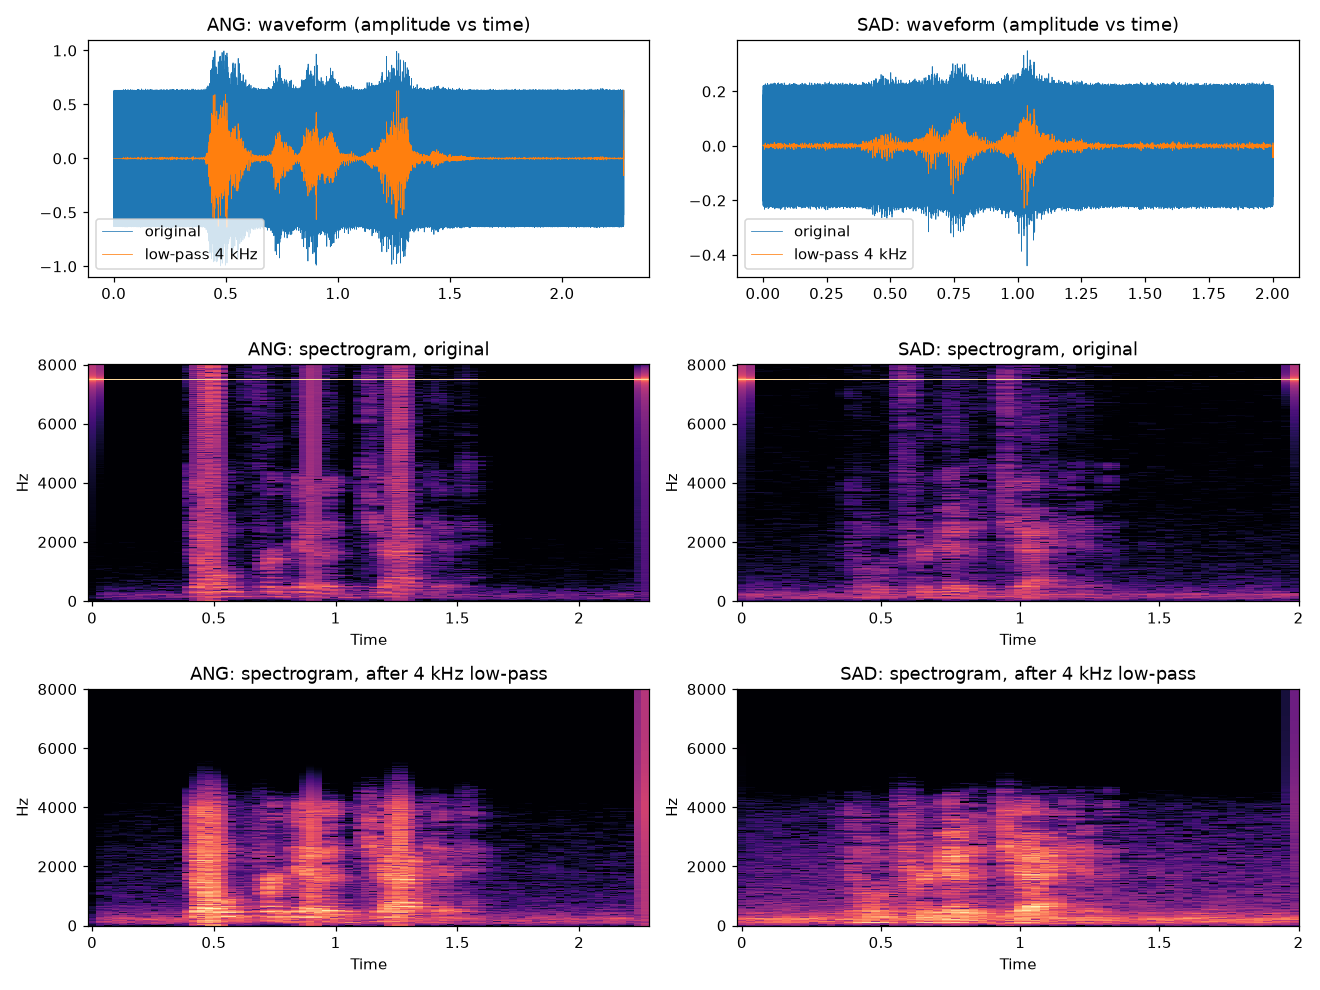 ANG: waveform (amplitude vs time)
1.0
0.5
0.0
−0.5
−1.0
original
low-pass 4 kHz
0.0 0.5 1.0 1.5 2.0
SAD: waveform (amplitude vs time)
0.2
0.0
−0.2
−0.4
original
low-pass 4 kHz
0.00 0.25 0.50 0.75 1.00 1.25 1.50 1.75 2.00
ANG: spectrogram, original
8000
6000
4000
2000
0
Hz
0 0.5 1 1.5 2
Time
SAD: spectrogram, original
8000
6000
4000
2000
0
Hz
0 0.5 1 1.5 2
Time
ANG: spectrogram, after 4 kHz low-pass
8000
6000
4000
2000
0
Hz
0 0.5 1 1.5 2
Time
SAD: spectrogram, after 4 kHz low-pass
8000
6000
4000
2000
0
Hz
0 0.5 1 1.5 2
Time